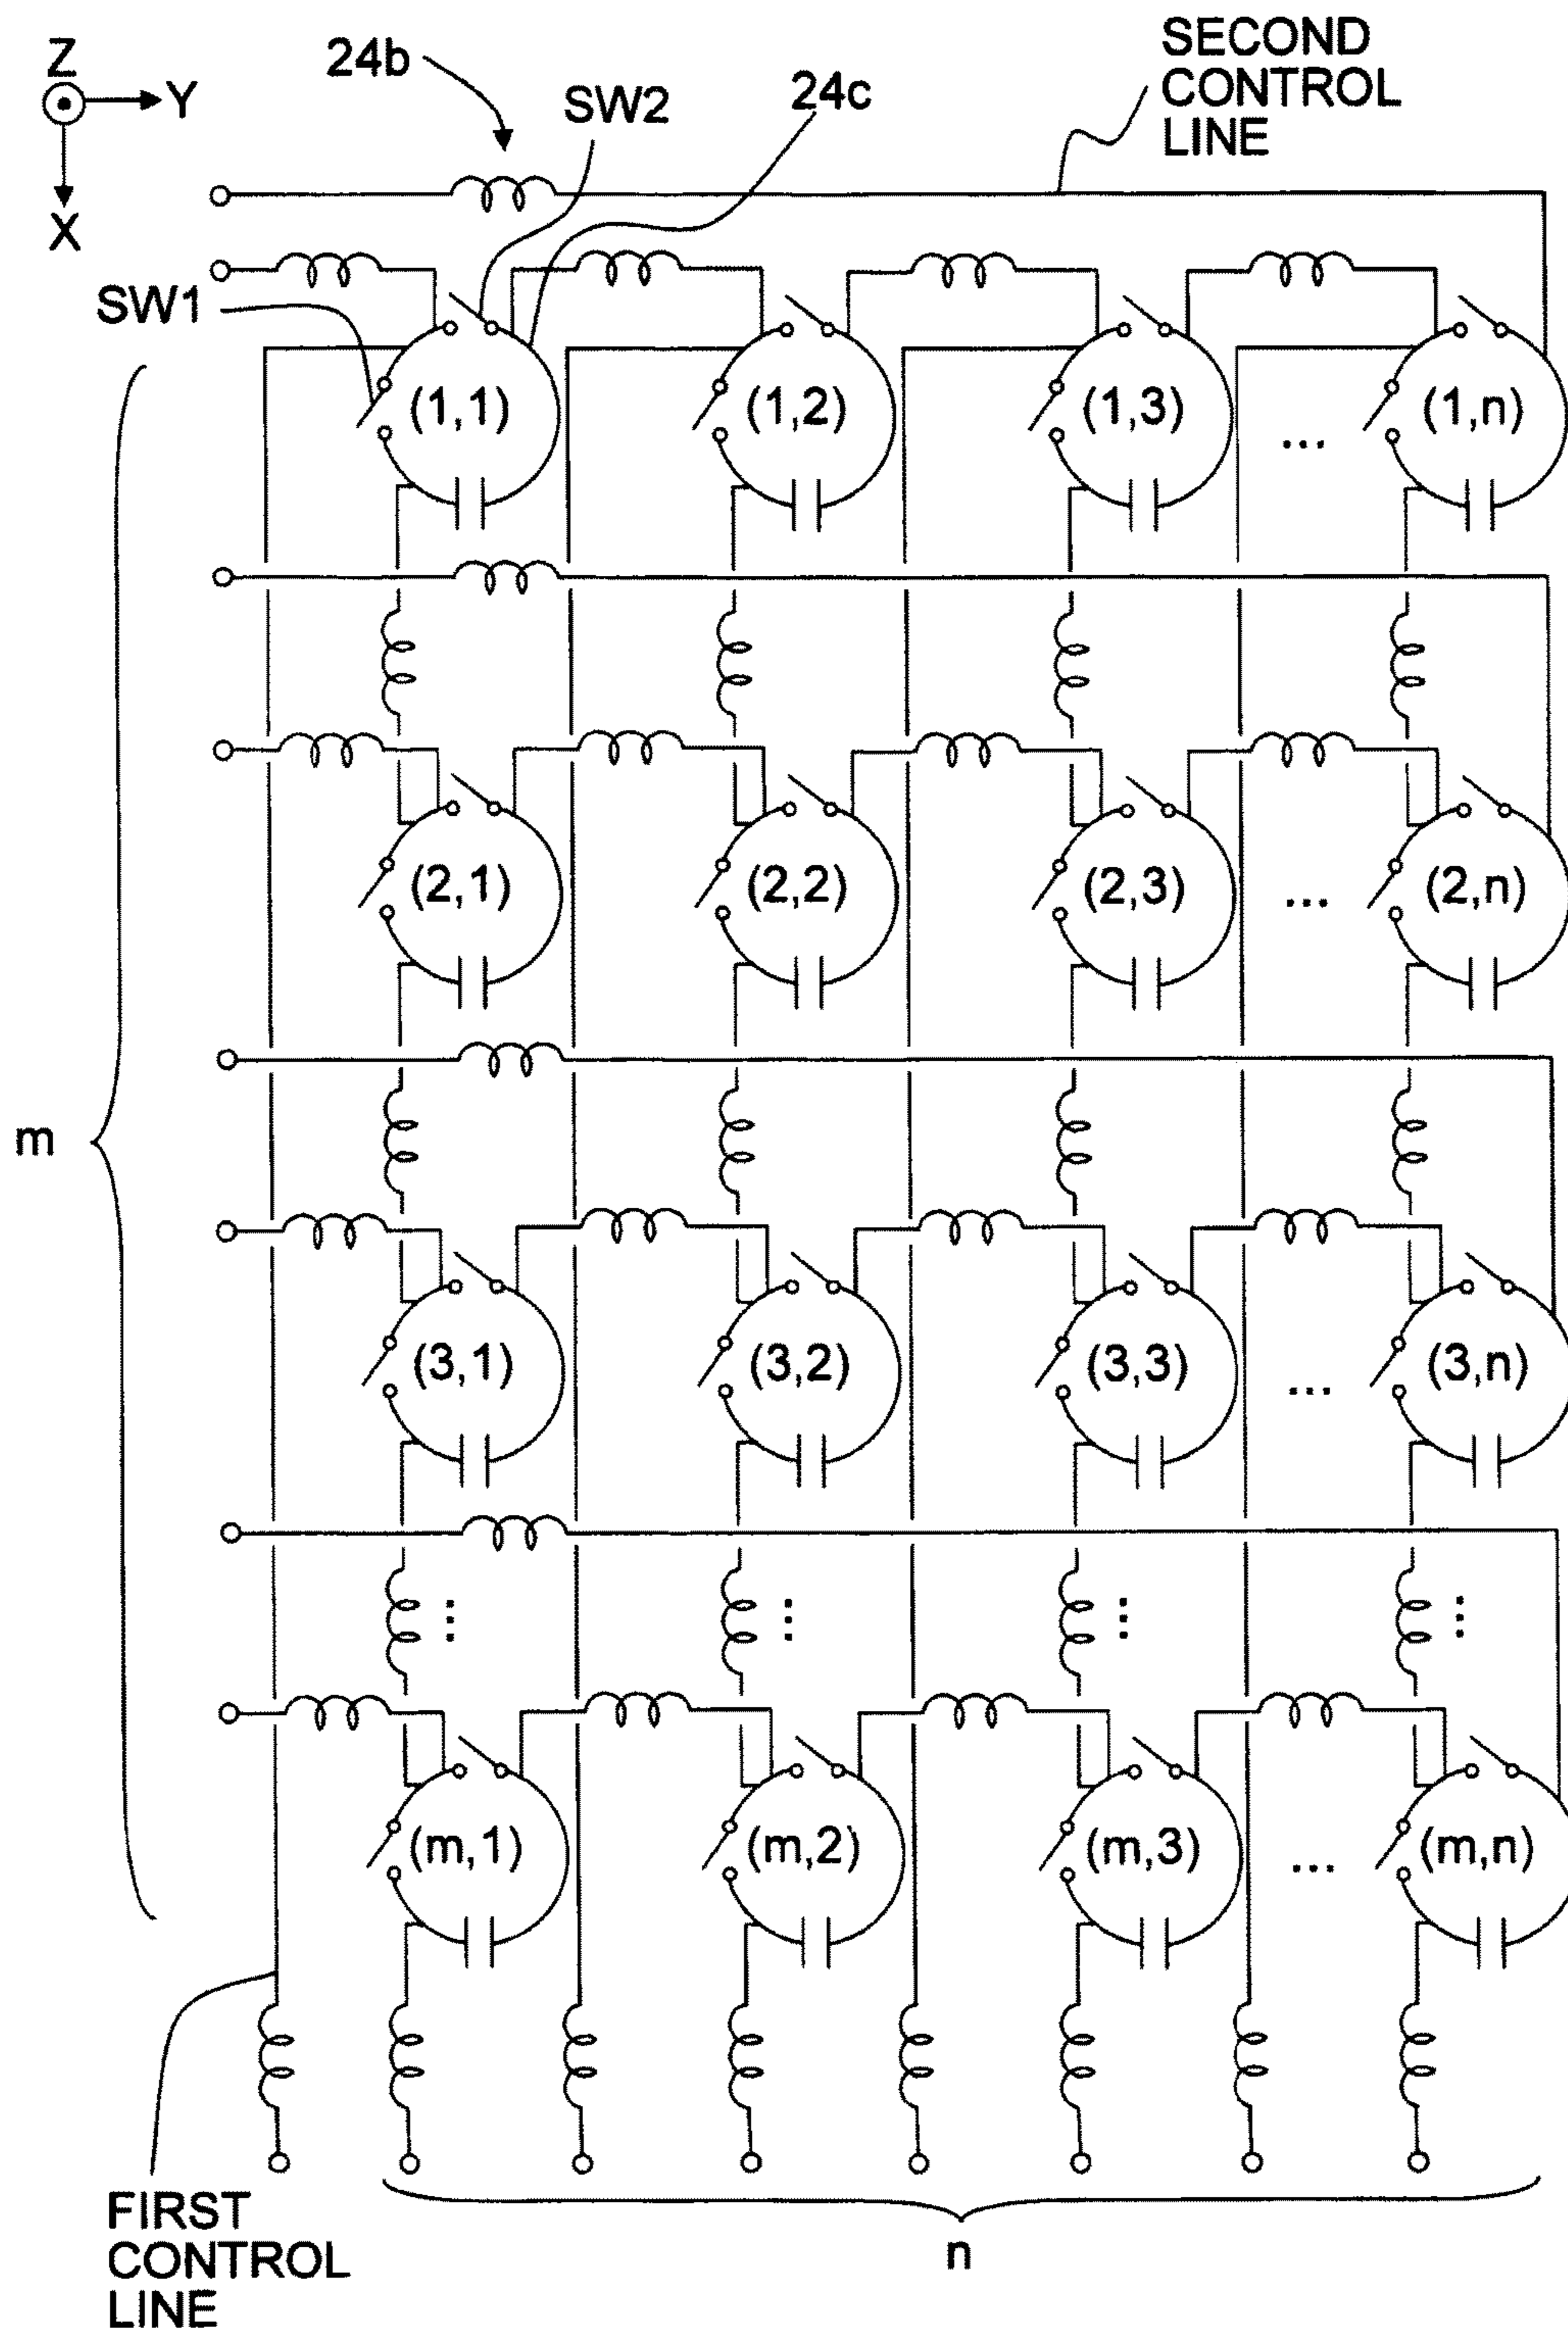 Z
Y
X
24b
SW2
24c
SECOND
CONTROL
LINE
SW1
(1,1)
(1,2)
(1,3)
...
(1,n)
(2,1)
(2,2)
(2,3)
...
(2,n)
m
(3,1)
(3,2)
(3,3)
...
(3,n)
...
...
...
...
(m,1)
(m,2)
(m,3)
...
(m,n)
FIRST
CONTROL
LINE
n